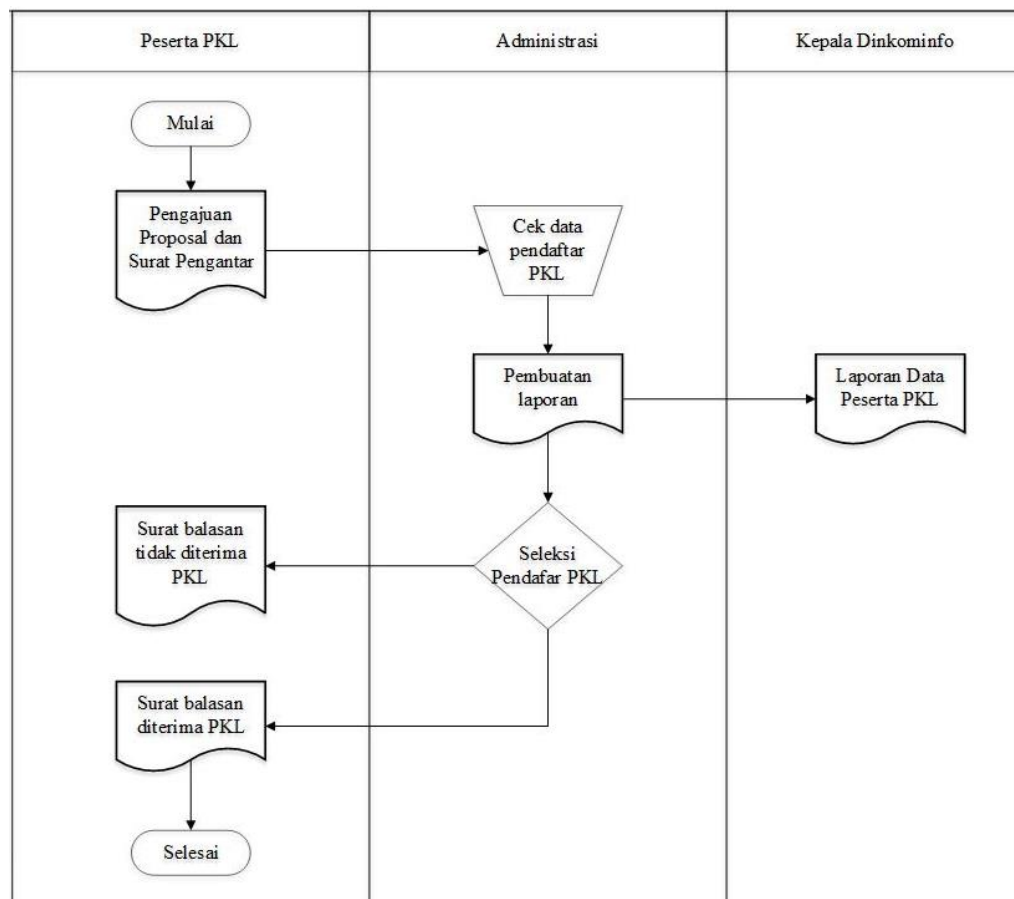 Peserta PKL
Administrasi
Kepala Dinkominfo
Mulai
Pengajuan
Proposal dan
Surat Pengantar
Cek data
pendaftar
PKL
Pembuatan
laporan
Laporan Data
Peserta PKL
Surat balasan
tidak diterima
PKL
Seleksi
Pendafar PKL
Surat balasan
diterima PKL
Selesai